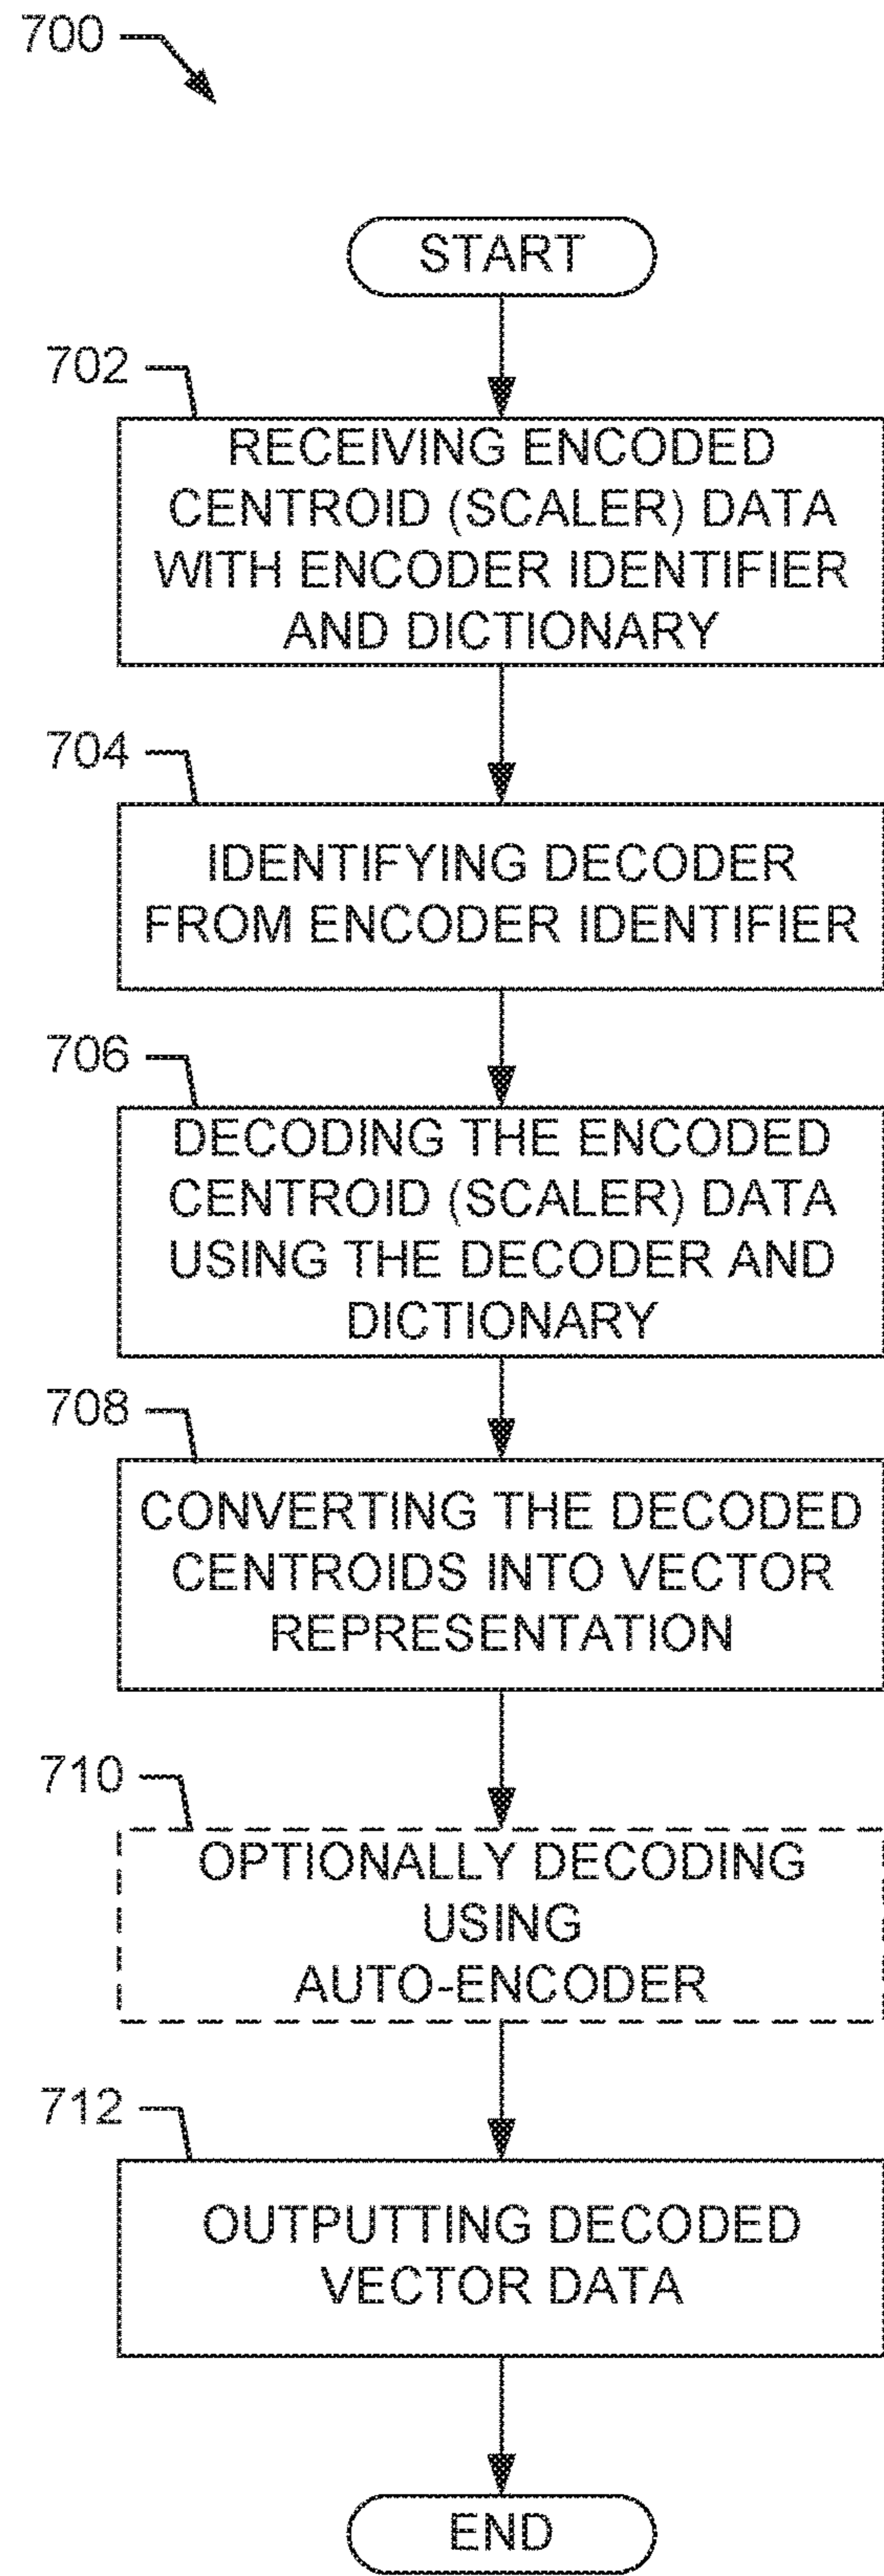 700
START
702
RECEIVING ENCODED
CENTROID (SCALER) DATA
WITH ENCODER IDENTIFIER
AND DICTIONARY
704
IDENTIFYING DECODER
FROM ENCODER IDENTIFIER
706
DECODING THE ENCODED
CENTROID (SCALER) DATA
USING THE DECODER AND
DICTIONARY
708
CONVERTING THE DECODED
CENTROIDS INTO VECTOR
REPRESENTATION
710
OPTIONALLY DECODING
USING
AUTO-ENCODER
712
OUTPUTTING DECODED
VECTOR DATA
END